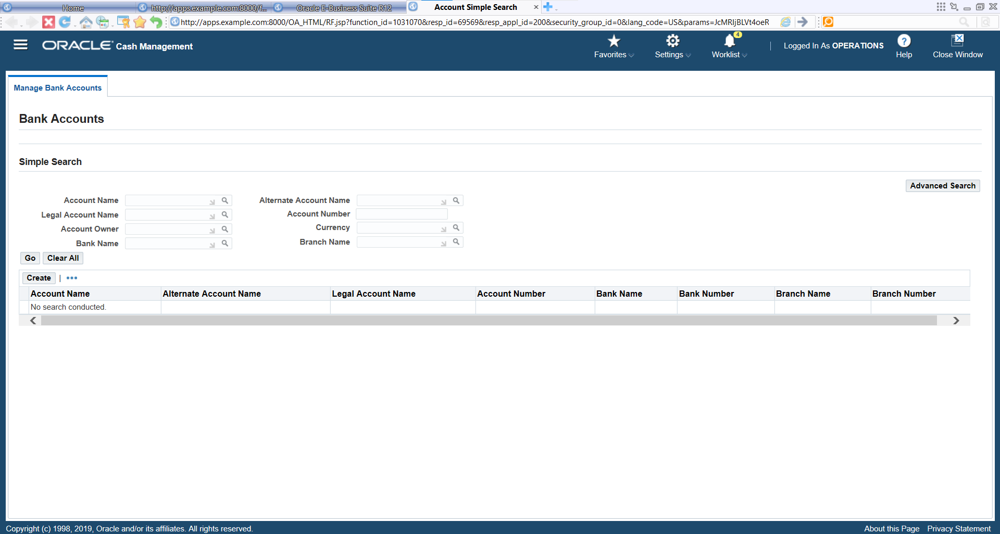 Home
http://apps.example.com:8000/f...
Oracle E-Business Suite R12
Account Simple Search
http://apps.example.com:8000/OA_HTML/RF.jsp?function_id=1031070&resp_id=69569&resp_appl_id=200&security_group_id=0&lang_code=US&params=JcMRIjBLVt4oeR
ORACLE Cash Management
Favorites
Settings
4
Worklist
Logged In As OPERATIONS
Help
Close Window
Manage Bank Accounts
Bank Accounts
Simple Search
Advanced Search
Account Name Alternate Account Name
Legal Account Name Account Number
Account Owner Currency
Bank Name Branch Name
Go Clear All
Create |
Account Name Alternate Account Name Legal Account Name Account Number Bank Name Bank Number Branch Name Branch Number
No search conducted.
Copyright (c) 1998, 2019, Oracle and/or its affiliates. All rights reserved.
About this Page Privacy Statement